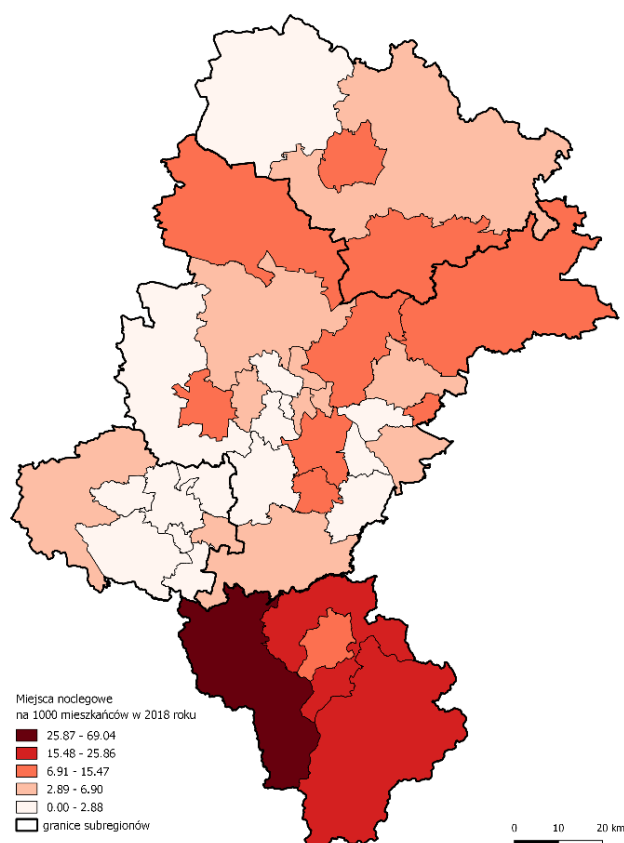 Miejsca noclegowe
na 1000 mieszkańców w 2018 roku
25.87 - 69.04
15.48 - 25.86
6.91 - 15.47
2.89 - 6.90
0.00 - 2.88
granice subregionów
0 10 20 km